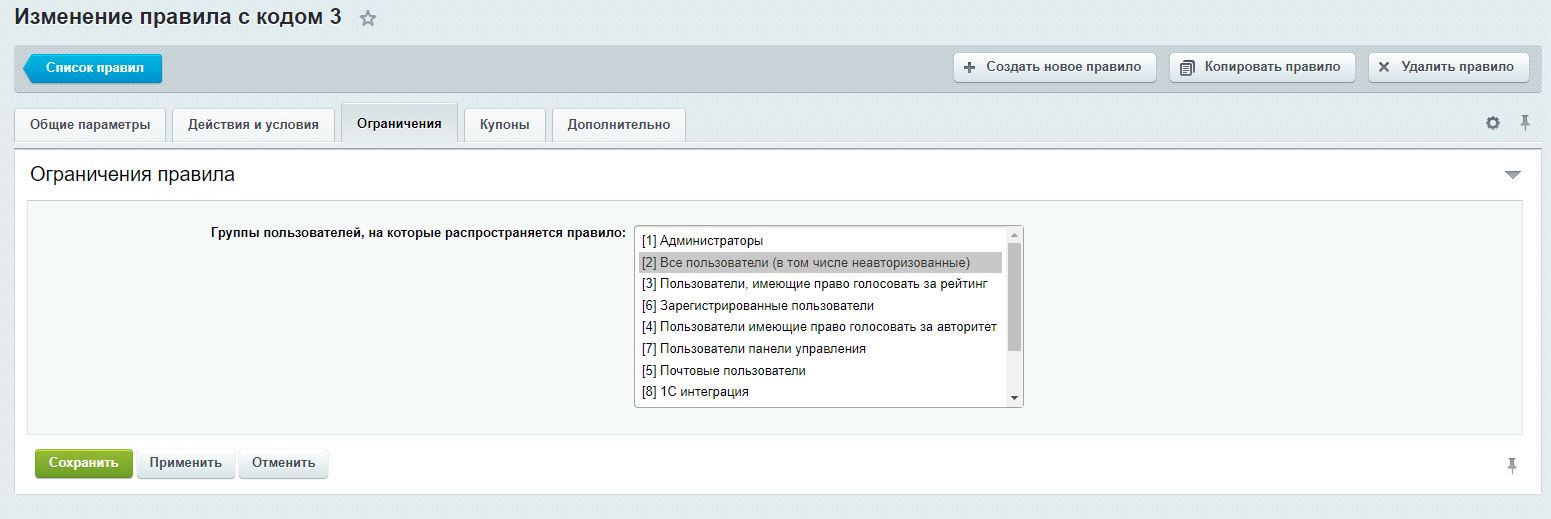 Изменение правила с кодом 3
Список правил
Создать новое правило
Копировать правило
Удалить правило
Общие параметры
Действия и условия
Ограничения
Купоны
Дополнительно
Ограничения правила
Группы пользователей, на которые распространяется правило:
[1] Администраторы
[2] Все пользователи (в том числе неавторизованные)
[3] Пользователи, имеющие право голосовать за рейтинг
[6] Зарегистрированные пользователи
[4] Пользователи имеющие право голосовать за авторитет
[7] Пользователи панели управления
[5] Почтовые пользователи
[8] 1С интеграция
Сохранить
Применить
Отменить